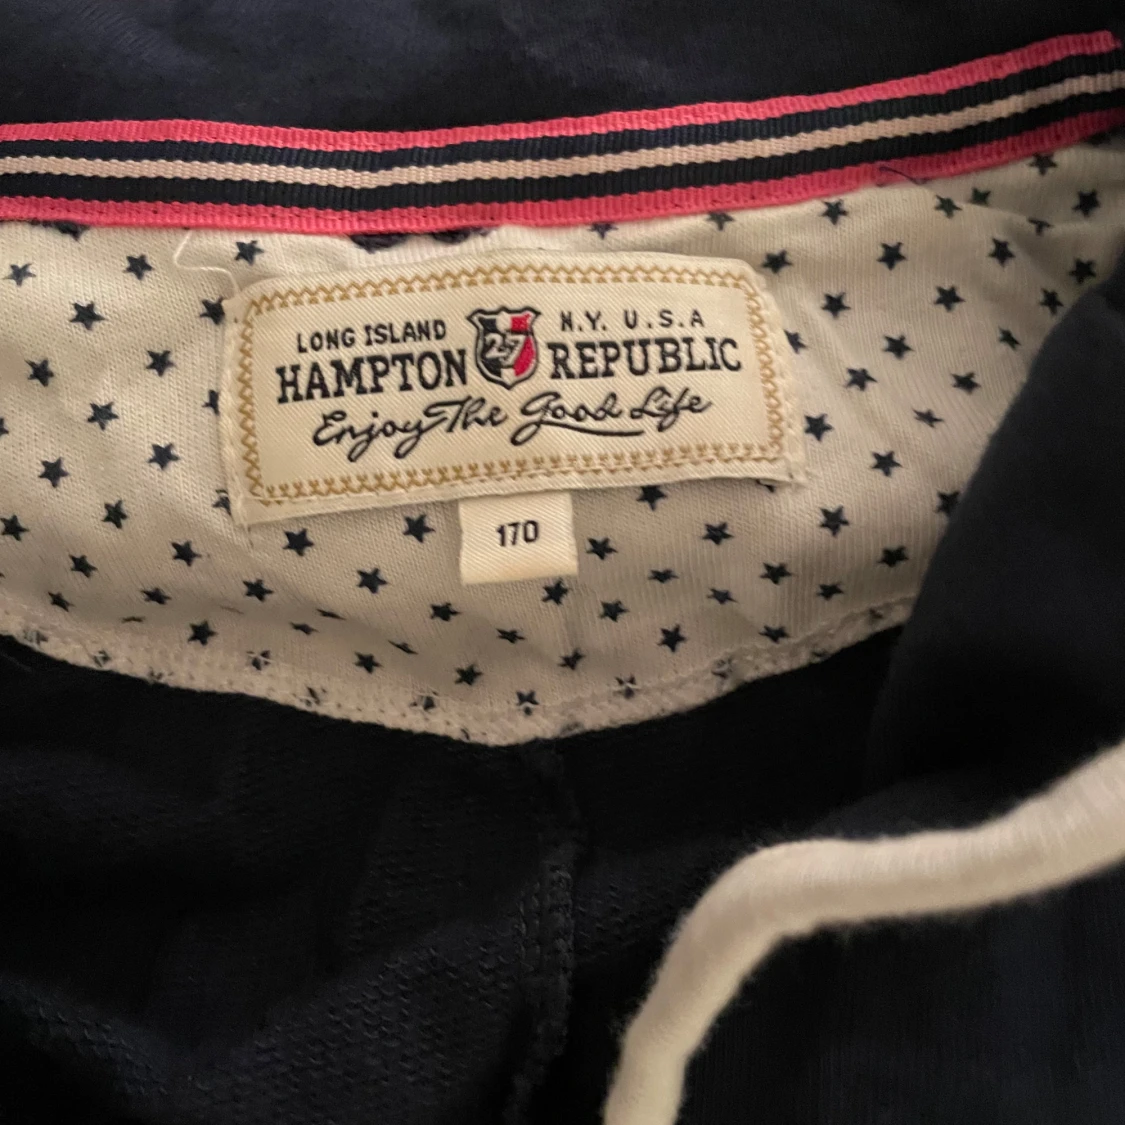 LONG ISLAND N.Y. U.S.A
HAMPTON 27 REPUBLIC
Enjoy The Good Life
170